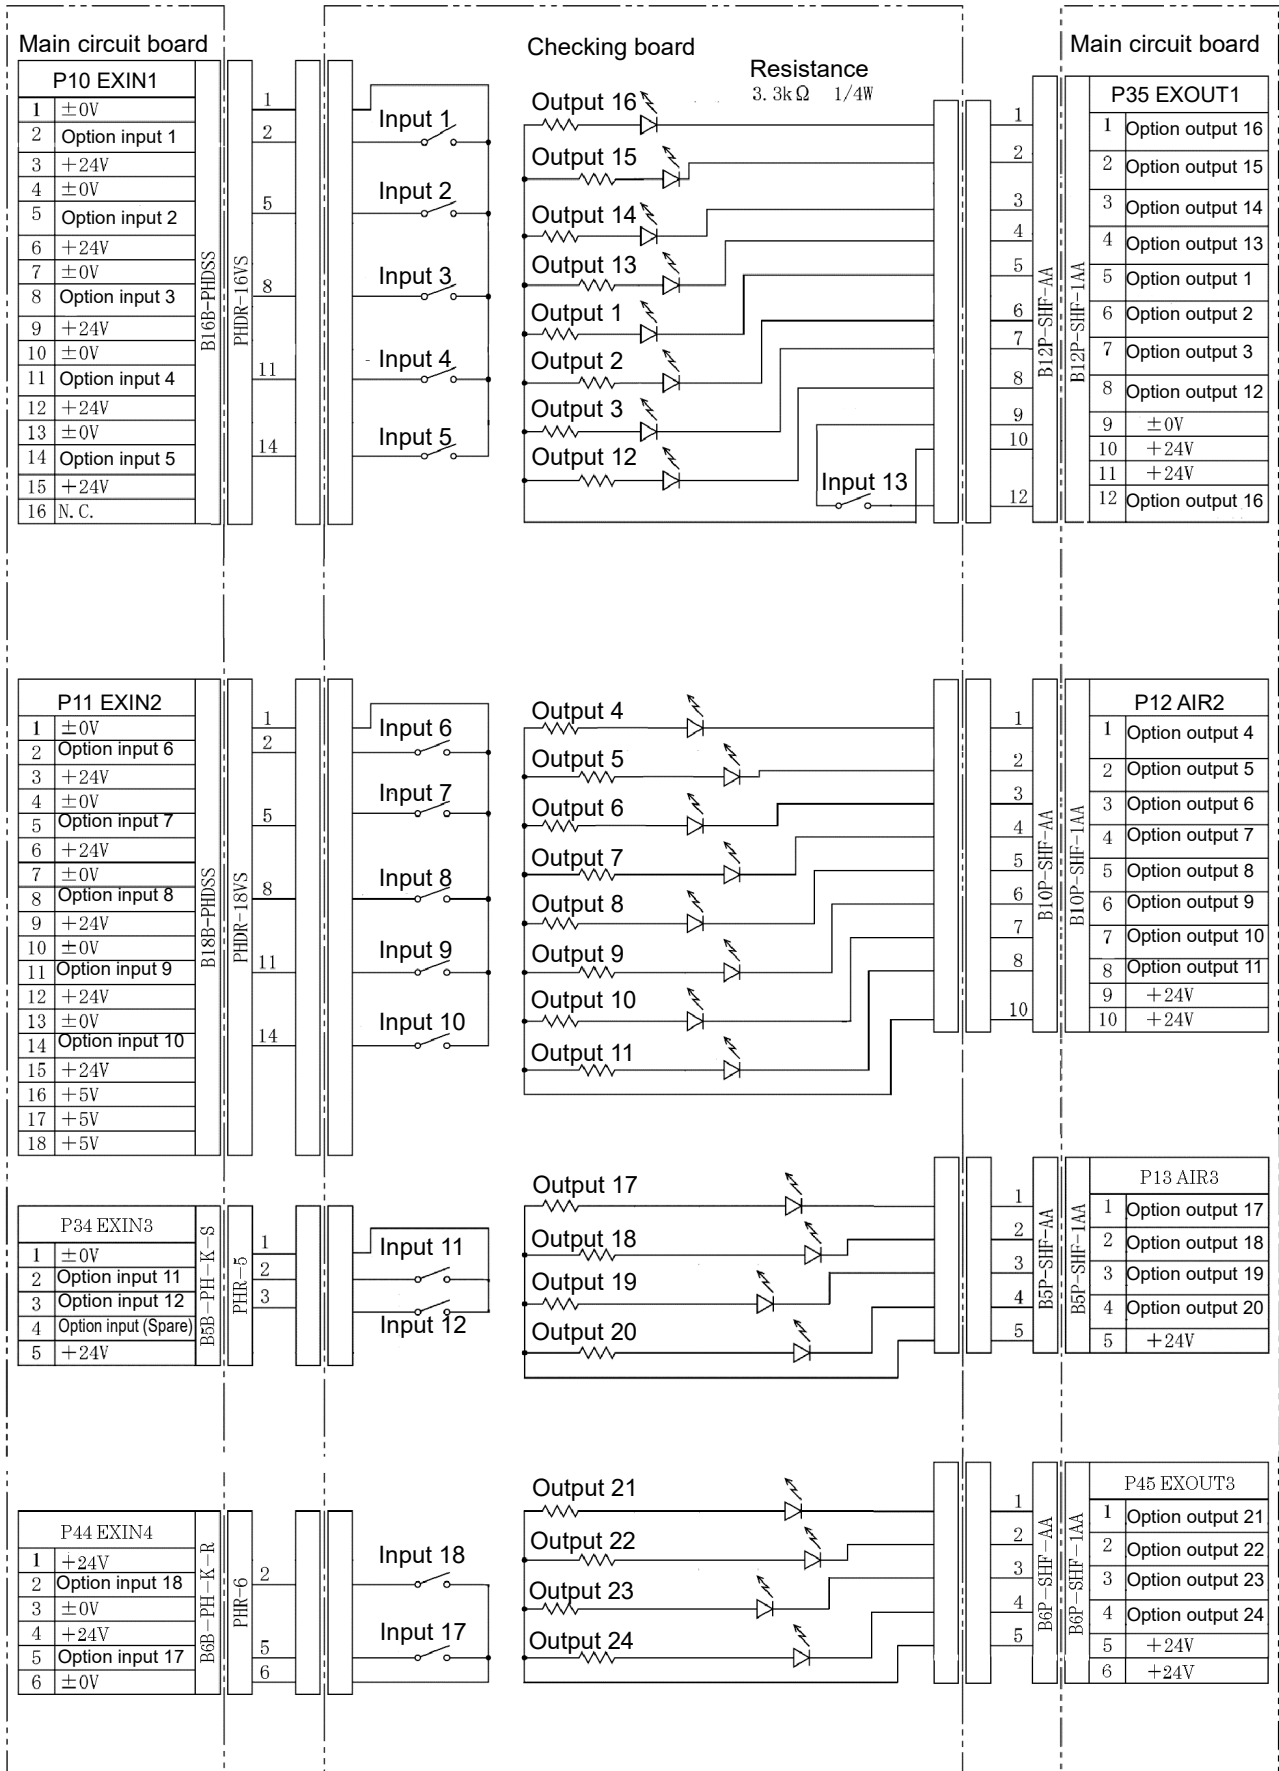 Main circuit board
Checking board
Main circuit board
Resistance
3.3kΩ 1/4W
P10 EXIN1
1 ±0V
2 Option input 1
3 +24V
4 ±0V
5 Option input 2
6 +24V
7 ±0V
8 Option input 3
9 +24V
10 ±0V
11 Option input 4
12 +24V
13 ±0V
14 Option input 5
15 +24V
16 N.C.
B16B-PHDSS
PHDR-16VS
1
2
5
8
11
14
Input 1
Input 2
Input 3
Input 4
Input 5
Output 16
Output 15
Output 14
Output 13
Output 1
Output 2
Output 3
Output 12
Input 13
1
2
3
4
5
6
7
8
9
10
12
B12P-SHF-AA
B12P-SHF-1AA
P35 EXOUT1
1 Option output 16
2 Option output 15
3 Option output 14
4 Option output 13
5 Option output 1
6 Option output 2
7 Option output 3
8 Option output 12
9 ±0V
10 +24V
11 +24V
12 Option output 16
P11 EXIN2
1 ±0V
2 Option input 6
3 +24V
4 ±0V
5 Option input 7
6 +24V
7 ±0V
8 Option input 8
9 +24V
10 ±0V
11 Option input 9
12 +24V
13 ±0V
14 Option input 10
15 +24V
16 +5V
17 +5V
18 +5V
B18B-PHDSS
PHDR-18VS
1
2
5
8
11
14
Input 6
Input 7
Input 8
Input 9
Input 10
Output 4
Output 5
Output 6
Output 7
Output 8
Output 9
Output 10
Output 11
1
2
3
4
5
6
7
8
10
B10P-SHF-AA
B10P-SHF-1AA
P12 AIR2
1 Option output 4
2 Option output 5
3 Option output 6
4 Option output 7
5 Option output 8
6 Option output 9
7 Option output 10
8 Option output 11
9 +24V
10 +24V
P34 EXIN3
1 ±0V
2 Option input 11
3 Option input 12
4 Option input (Spare)
5 +24V
B5B-PH-K-S
PHR-5
1
2
3
Input 11
Input 12
Output 17
Output 18
Output 19
Output 20
1
2
3
4
5
B5P-SHF-AA
B5P-SHF-1AA
P13 AIR3
1 Option output 17
2 Option output 18
3 Option output 19
4 Option output 20
5 +24V
P44 EXIN4
1 +24V
2 Option input 18
3 ±0V
4 +24V
5 Option input 17
6 ±0V
B6B-PH-K-R
PHR-6
2
5
6
Input 18
Input 17
Output 21
Output 22
Output 23
Output 24
1
2
3
4
5
B6P-SHF-AA
B6P-SHF-1AA
P45 EXOUT3
1 Option output 21
2 Option output 22
3 Option output 23
4 Option output 24
5 +24V
6 +24V